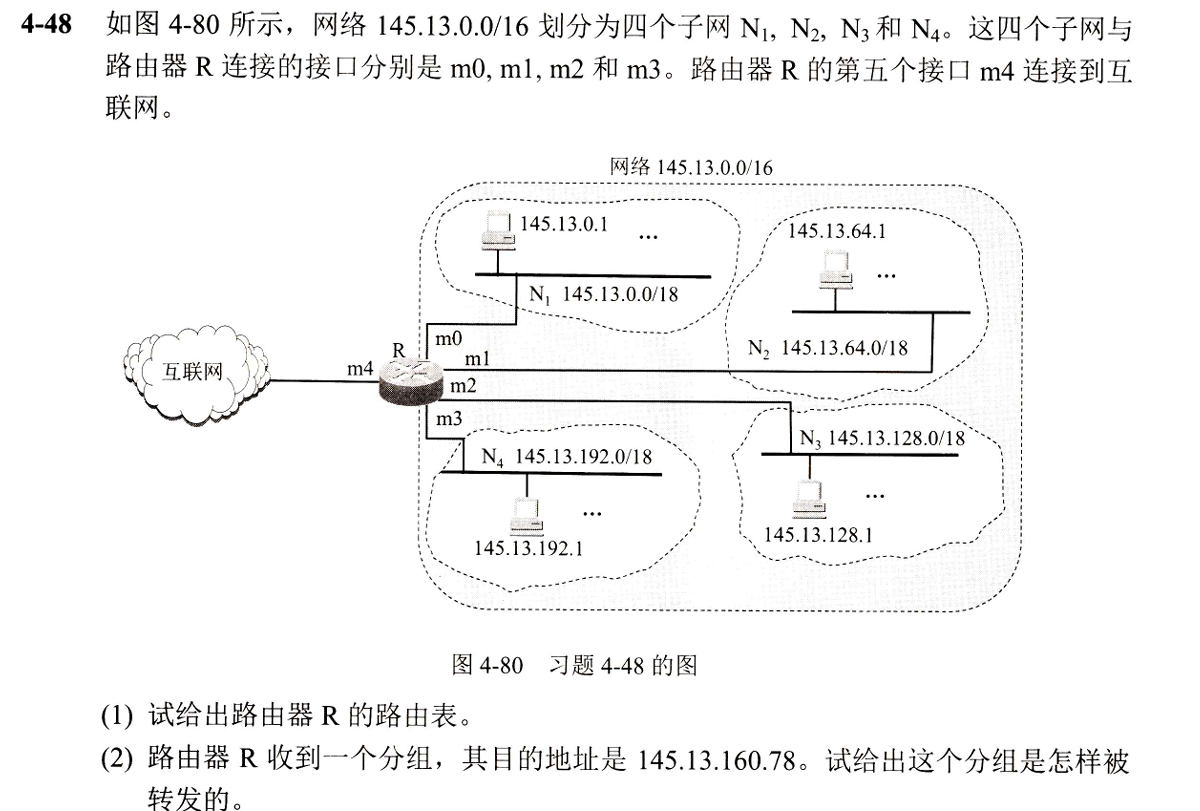 4-48 如图 4-80 所示，网络 145.13.0.0/16 划分为四个子网 N₁, N₂, N₃ 和 N₄。这四个子网与
路由器 R 连接的接口分别是 m0, m1, m2 和 m3。路由器 R 的第五个接口 m4 连接到互
联网。
网络 145.13.0.0/16
145.13.0.1 ...
145.13.64.1
...
N₁ 145.13.0.0/18
m0
N₂ 145.13.64.0/18
R
m1
互联网
m4
m2
m3
N₃ 145.13.128.0/18
N₄ 145.13.192.0/18
...
...
145.13.128.1
145.13.192.1
图 4-80 习题 4-48 的图
(1) 试给出路由器 R 的路由表。
(2) 路由器 R 收到一个分组，其目的地址是 145.13.160.78。试给出这个分组是怎样被
转发的。